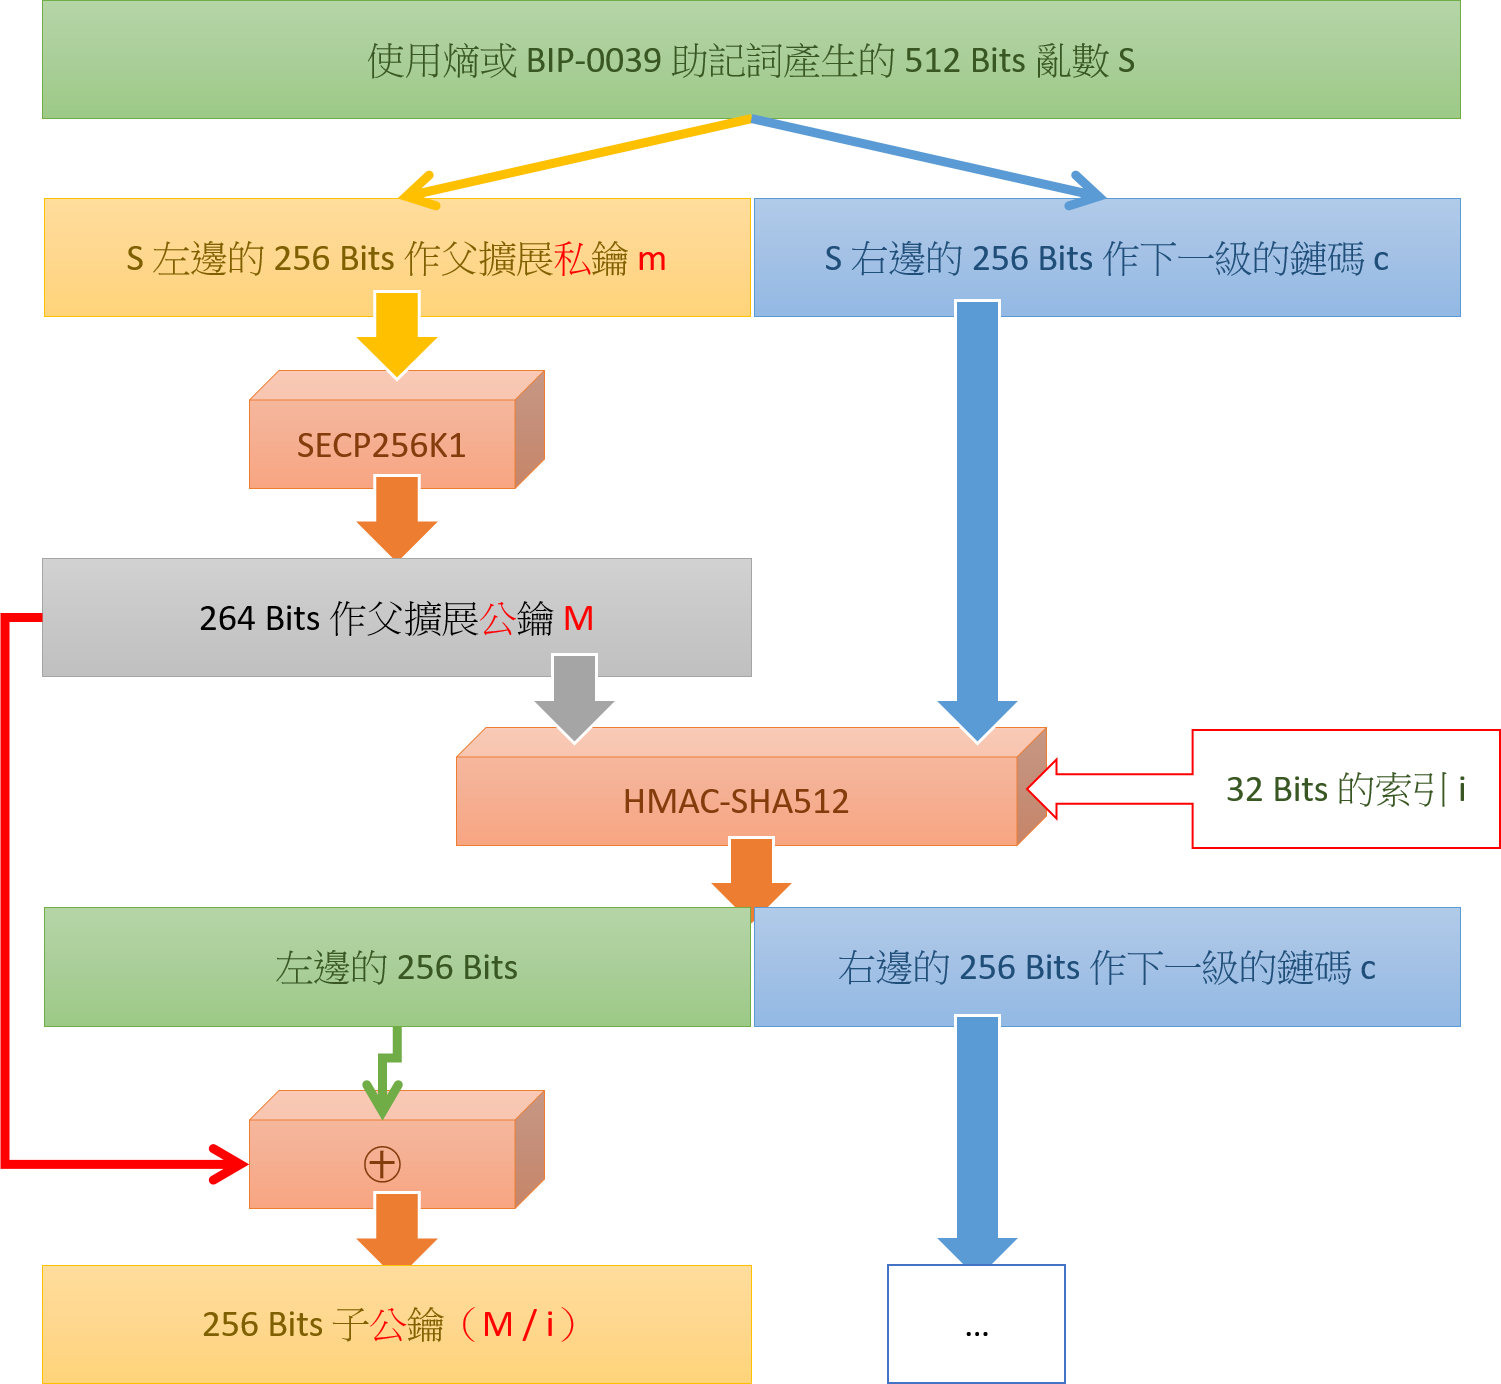 使用熵或 BIP-0039 助記詞產生的 512 Bits 亂數 S
S 左邊的 256 Bits 作父擴展私鑰 m
S 右邊的 256 Bits 作下一級的鏈碼 c
SECP256K1
264 Bits 作父擴展公鑰 M
HMAC-SHA512
32 Bits 的索引 i
左邊的 256 Bits
右邊的 256 Bits 作下一級的鏈碼 c
⊕
256 Bits 子公鑰（M / i）
...